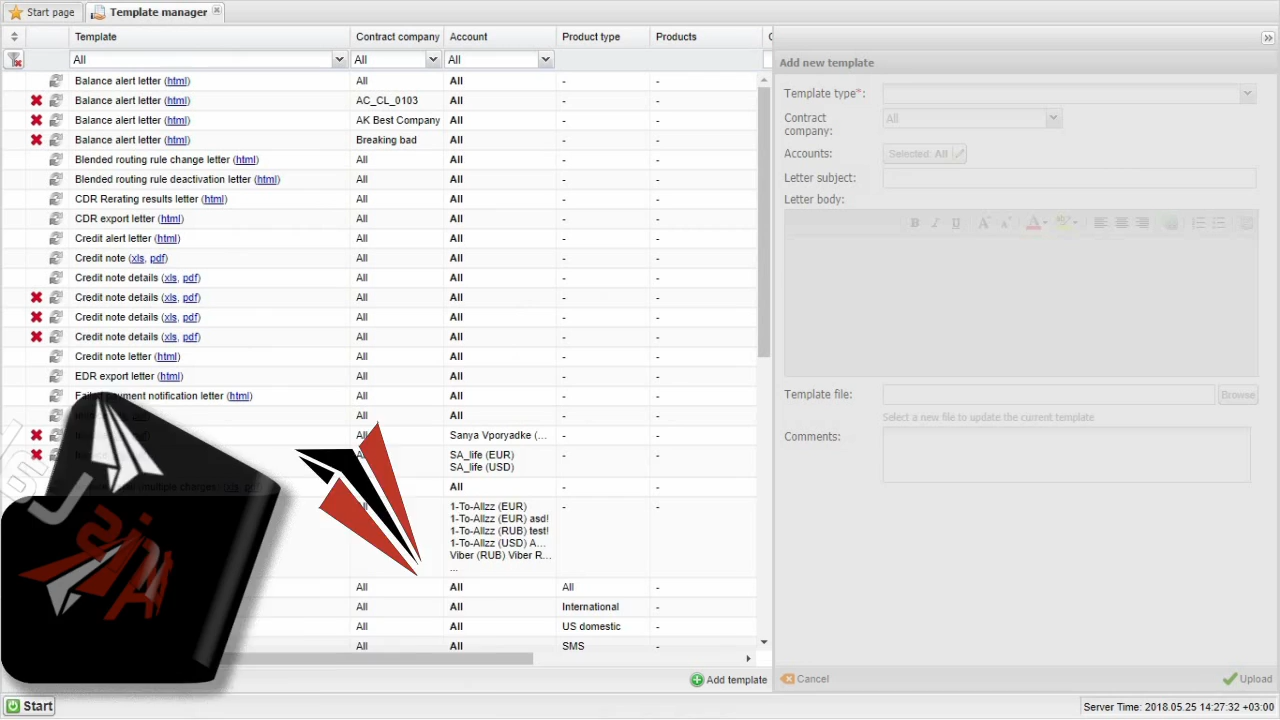 Start page Template manager
Template Contract company Account Product type Products
All All All
Balance alert letter (html) All All - -
Balance alert letter (html) AC_CL_0103 All - -
Balance alert letter (html) AK Best Company All - -
Balance alert letter (html) Breaking bad All - -
Blended routing rule change letter (html) All All - -
Blended routing rule deactivation letter (html) All All - -
CDR Rerating results letter (html) All All - -
CDR export letter (html) All All - -
Credit alert letter (html) All All - -
Credit note (xls, pdf) All All - -
Credit note details (xls, pdf) All All - -
Credit note details (xls, pdf) All All - -
Credit note details (xls, pdf) All All - -
Credit note details (xls, pdf) All All - -
Credit note letter (html) All All - -
EDR export letter (html) All All - -
Failed payment notification letter (html) All All - -
All All - -
All Sanya Vporyadke (... - -
SA_life (EUR) - -
SA_life (USD)
multiple charges (xls, All - -
All 1-To-Allzz (EUR) - -
1-To-Allzz (EUR) asd!
1-To-Allzz (RUB) test!
1-To-Allzz (USD) A...
Viber (RUB) Viber R...
...
All All All -
All All International -
All All US domestic -
All All SMS -
Add template
Add new template
Template type*:
Contract company: All
Accounts: Selected: All
Letter subject:
Letter body:
B I U A A A
Template file: Browse
Select a new file to update the current template
Comments:
Cancel Upload
Start Server Time: 2018.05.25 14:27:32 +03:00